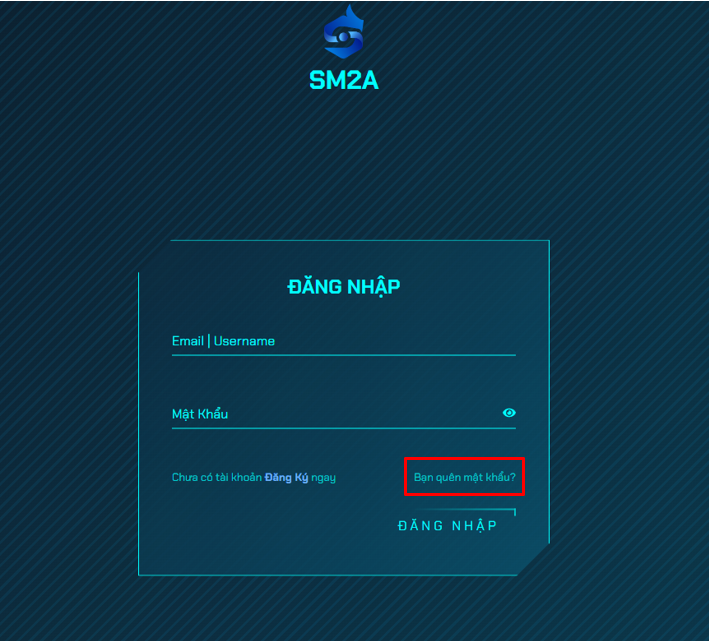 SM2A
ĐĂNG NHẬP
Email | Username
Mật Khẩu
Chưa có tài khoản Đăng Ký ngay
Bạn quên mật khẩu?
ĐĂNG NHẬP